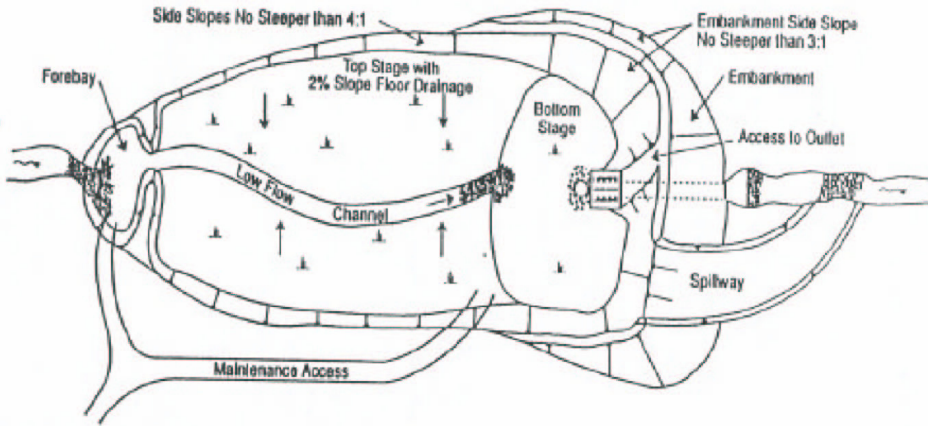 Side Slopes No Steeper than 4:1
Embankment Side Slope
No Steeper than 3:1
Forebay
Top Stage with
2% Slope Floor Drainage
Embankment
Bottom
Stage
Access to Outlet
Low Flow
Channel
Spillway
Maintenance Access